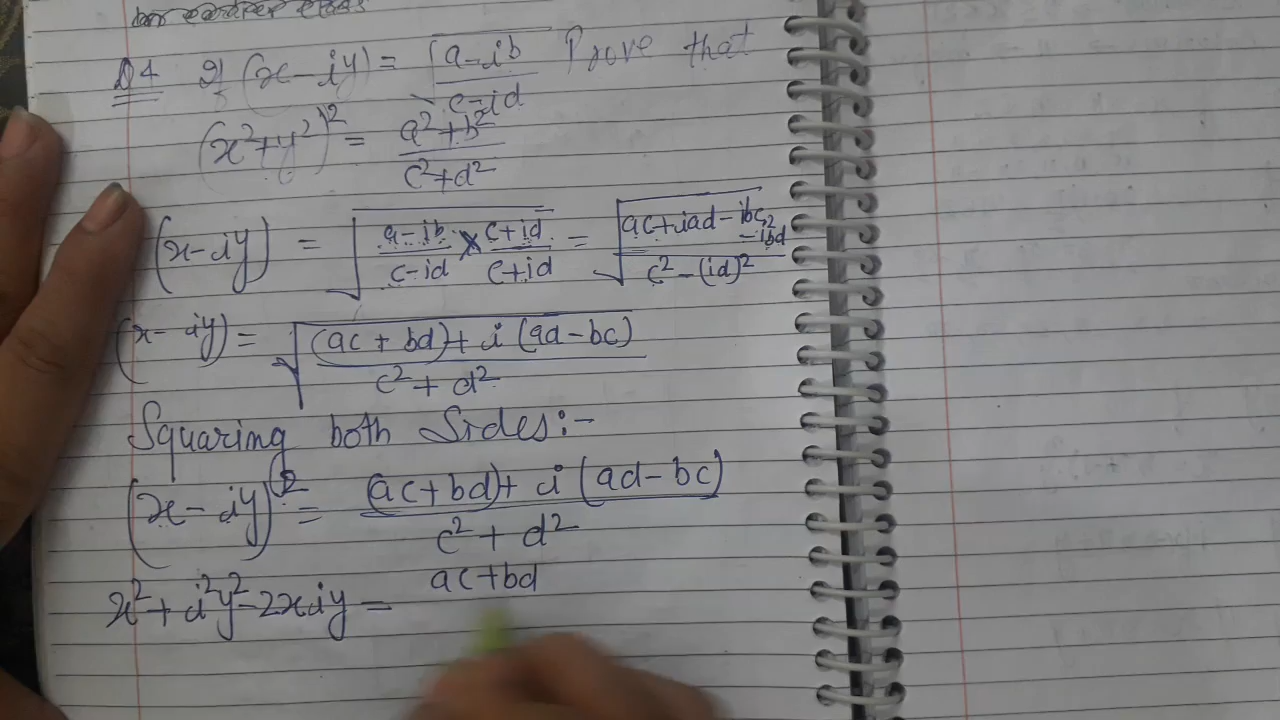 Q4 If (x-iy) = √(a-ib / c-id) Prove that
(x²+y²)² = a²+b² / c²+d²
(x-iy) = √(a-ib / c-id × c+id / c+id) = √(ac+iad-ibc-i²bd / c²-(id)²)
(x-iy) = √((ac+bd)+i(ad-bc) / c²+d²)
Squaring both Sides:-
(x-iy)² = (ac+bd)+i(ad-bc) / c²+d²
x²+i²y²-2xiy = ac+bd